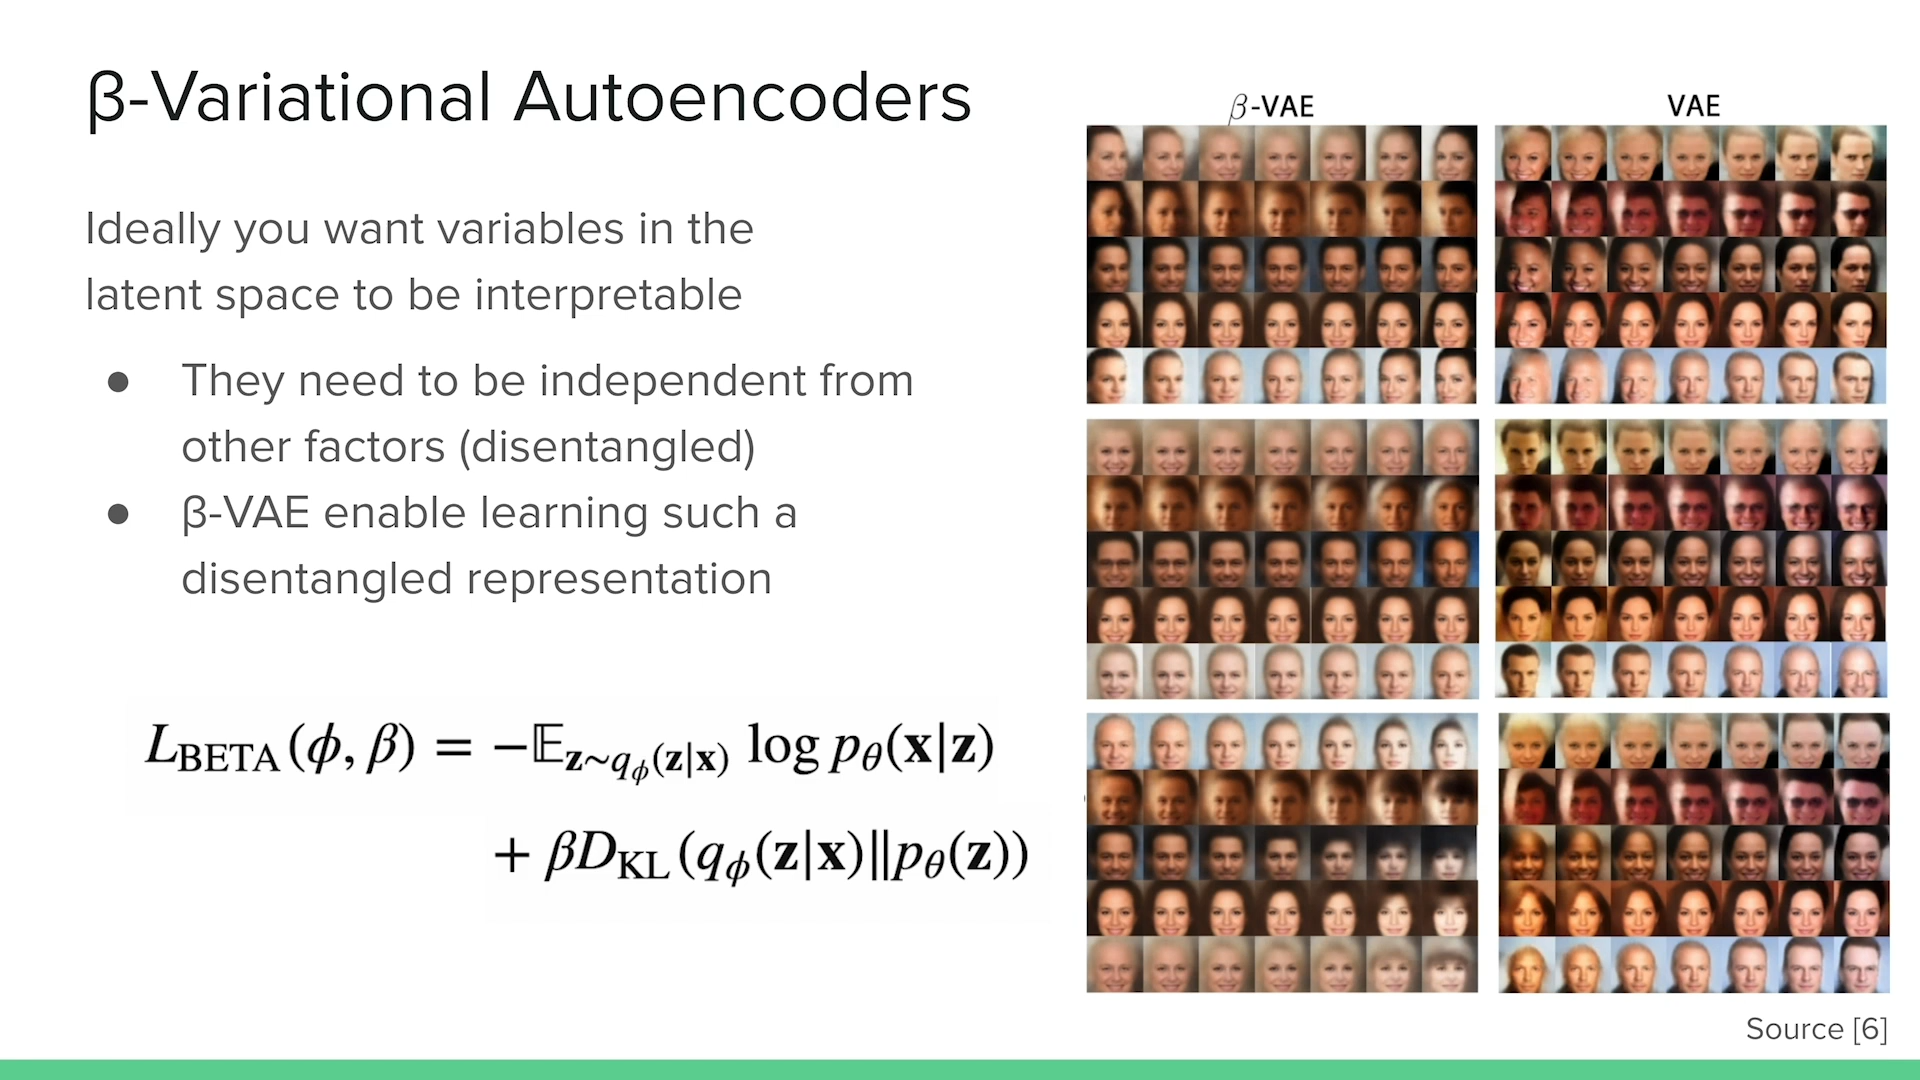 β-Variational Autoencoders
Ideally you want variables in the
latent space to be interpretable
● They need to be independent from
other factors (disentangled)
● β-VAE enable learning such a
disentangled representation
L_BETA(ϕ, β) = −𝔼_{z∼q_ϕ(z|x)} log p_θ(x|z)
+ βD_KL(q_ϕ(z|x)‖p_θ(z))
β-VAE
VAE
Source [6]